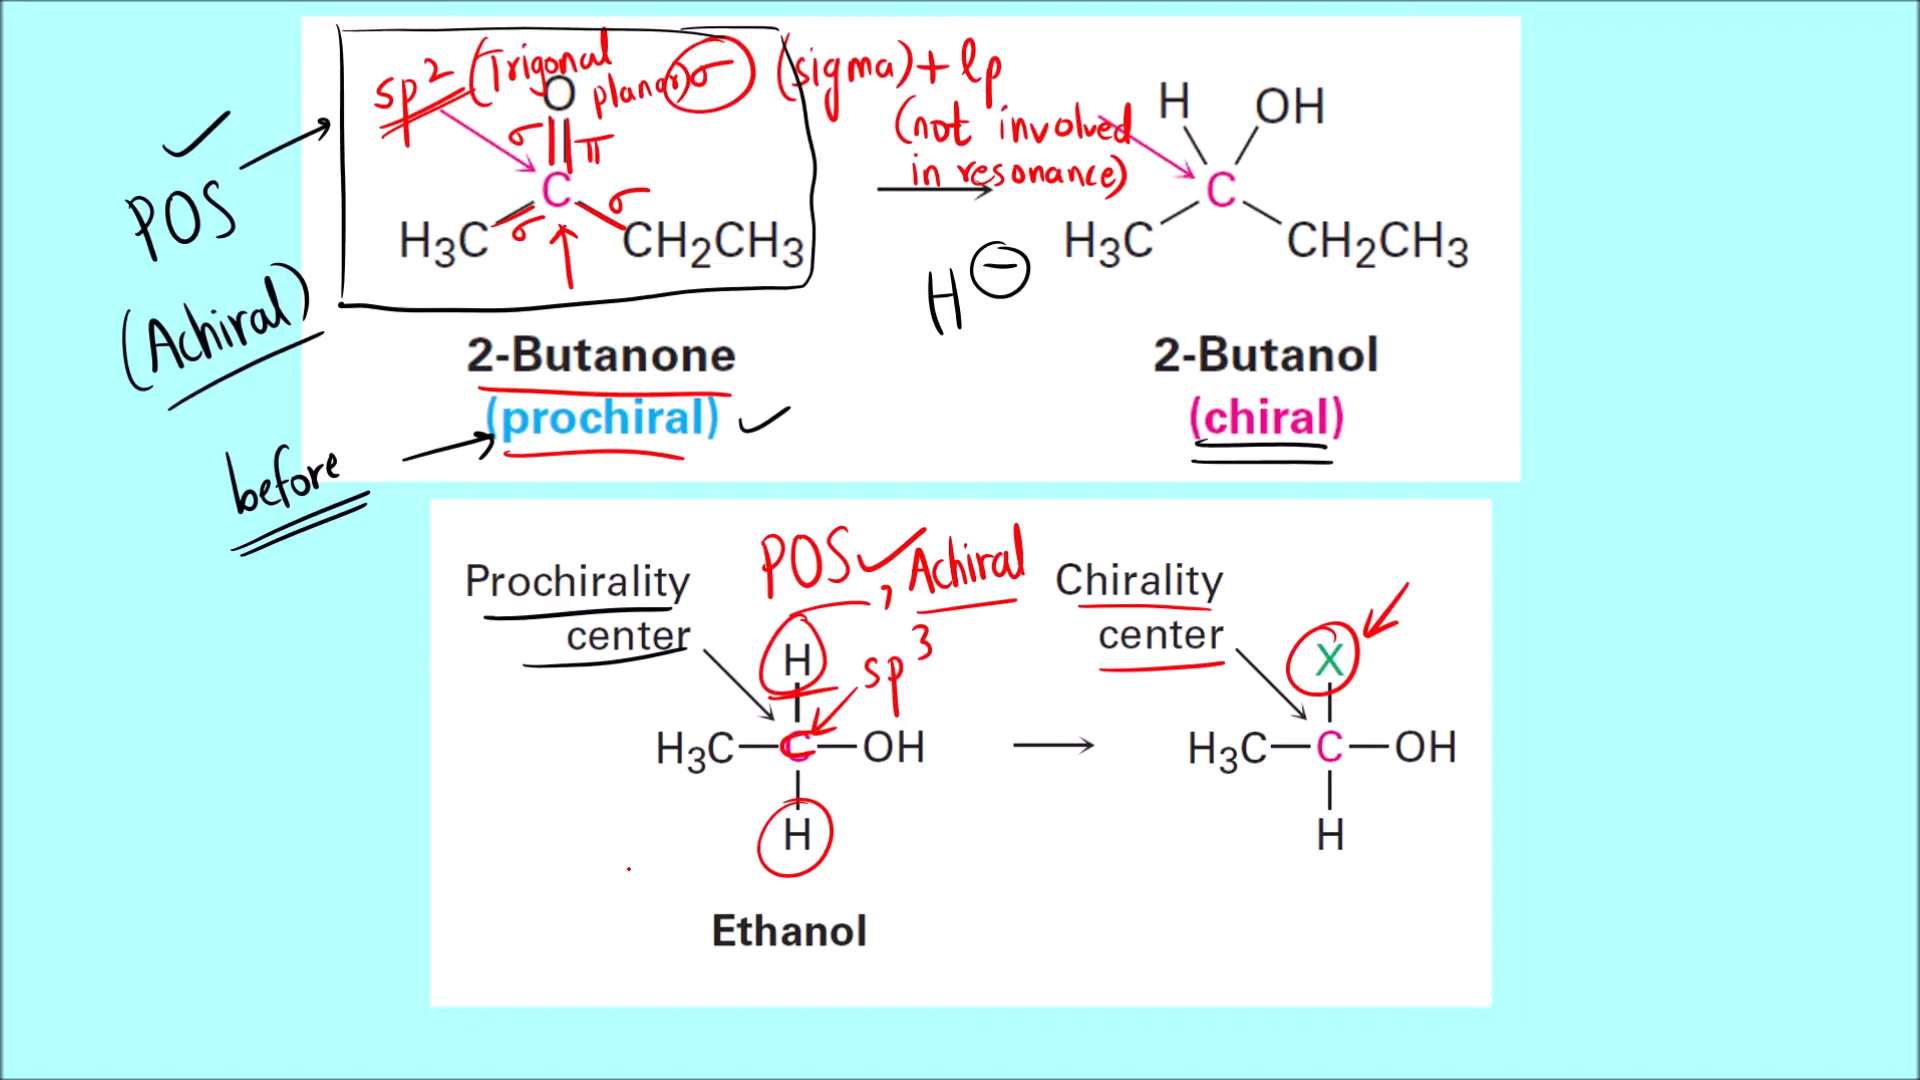 sp² (Trigonal planar) σ (sigma) + lp
(not involved
in resonance)
POS
(Achiral)
before
O
σ π
C
σ σ
H₃C CH₂CH₃
2-Butanone
(prochiral)
H⊖
H OH
C
H₃C CH₂CH₃
2-Butanol
(chiral)
POS ✓, Achiral
Prochirality
center
H
sp³
H₃C—C—OH
H
Ethanol
Chirality
center
X
H₃C—C—OH
H